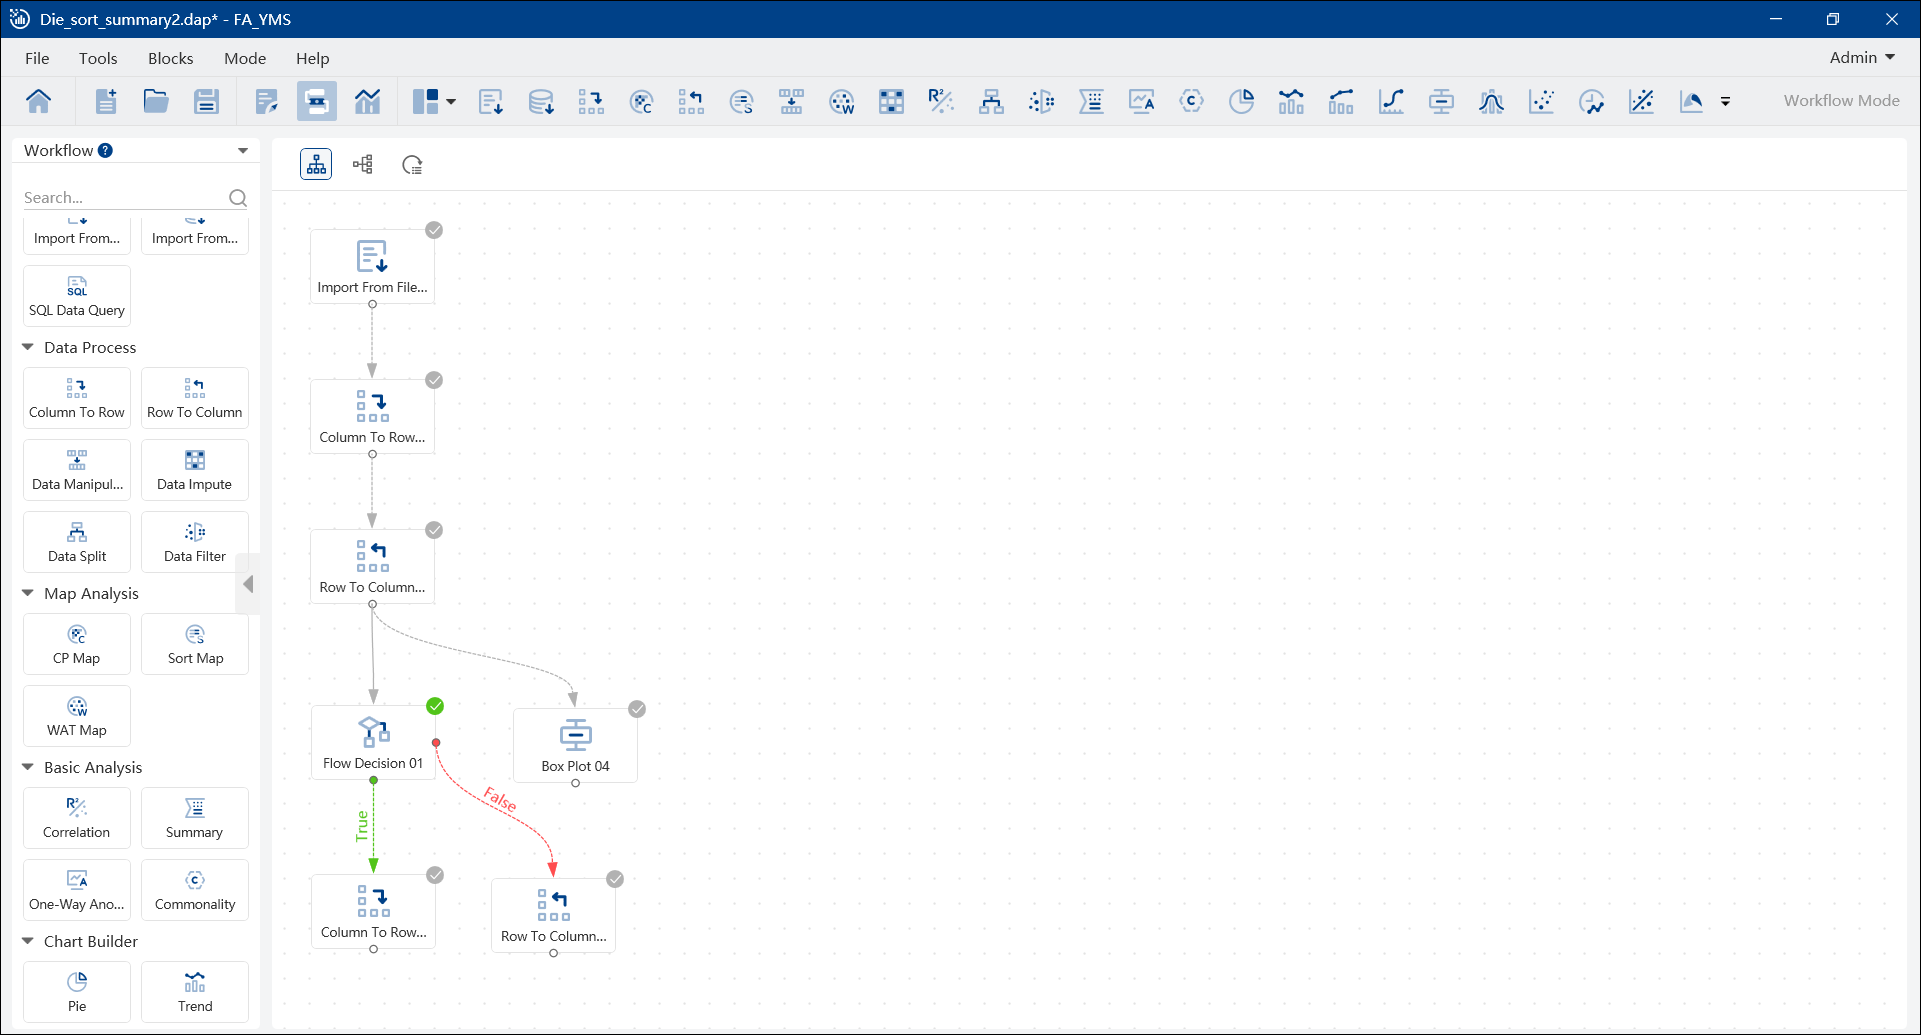 Die_sort_summary2.dap* - FA_YMS
File Tools Blocks Mode Help
Admin
Workflow Mode
Workflow ?
Search...
Import From... Import From...
SQL
SQL Data Query
Data Process
Column To Row Row To Column
Data Manipul... Data Impute
Data Split Data Filter
Map Analysis
CP Map Sort Map
WAT Map
Basic Analysis
Correlation Summary
One-Way Ano... Commonality
Chart Builder
Pie Trend
Import From File...
Column To Row...
Row To Column...
Flow Decision 01
Box Plot 04
True
False
Column To Row...
Row To Column...